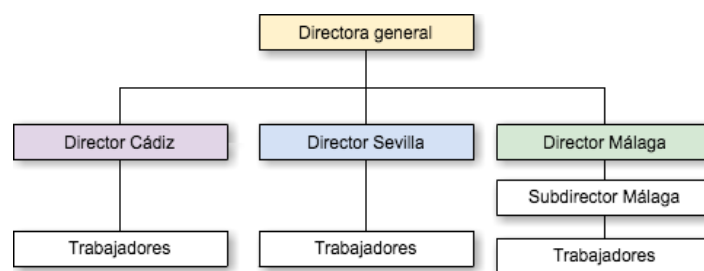 Directora general
Director Cádiz
Director Sevilla
Director Málaga
Subdirector Málaga
Trabajadores
Trabajadores
Trabajadores